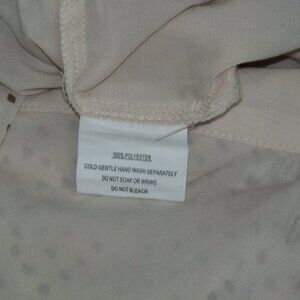 100% POLYESTER
COLD GENTLE HAND WASH SEPARATELY
DO NOT SOAK OR WRING
DO NOT BLEACH